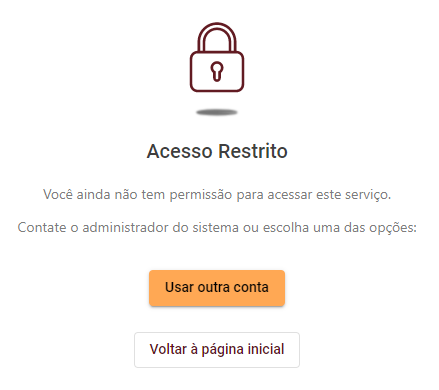 Acesso Restrito
Você ainda não tem permissão para acessar este serviço.
Contate o administrador do sistema ou escolha uma das opções:
Usar outra conta
Voltar à página inicial